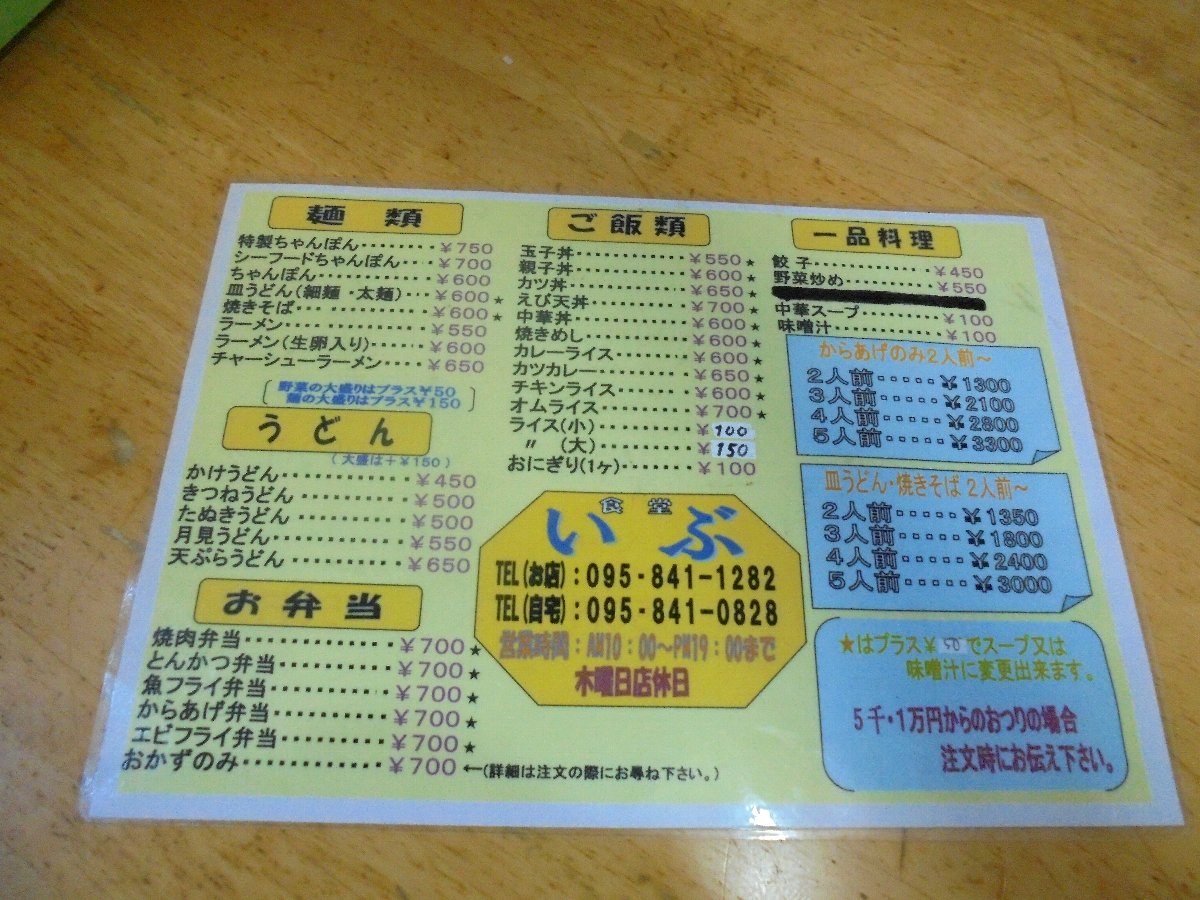 麺類
特製ちゃんぽん‥‥‥‥¥750
シーフードちゃんぽん‥‥¥700
ちゃんぽん‥‥‥‥‥‥¥600
皿うどん(細麺・太麺)‥‥¥600★
焼きそば‥‥‥‥‥‥‥¥600★
ラーメン‥‥‥‥‥‥‥¥550
ラーメン(生卵入り)‥‥‥¥600
チャーシューラーメン‥‥‥¥650
(野菜の大盛りはプラス¥50
麺の大盛りはプラス¥150)
うどん
(大盛は+¥150)
かけうどん‥‥‥‥‥‥¥450
きつねうどん‥‥‥‥‥¥500
たぬきうどん‥‥‥‥‥¥500
月見うどん‥‥‥‥‥‥¥550
天ぷらうどん‥‥‥‥‥¥650
お弁当
焼肉弁当‥‥‥‥‥‥‥¥700★
とんかつ弁当‥‥‥‥‥¥700★
魚フライ弁当‥‥‥‥‥¥700★
からあげ弁当‥‥‥‥‥¥700★
エビフライ弁当‥‥‥‥¥700★
おかずのみ‥‥‥‥‥‥¥700←(詳細は注文の際にお尋ね下さい。)
ご飯類
玉子丼‥‥‥‥‥‥¥550★
親子丼‥‥‥‥‥‥¥600★
カツ丼‥‥‥‥‥‥¥650★
えび天丼‥‥‥‥‥¥700★
中華丼‥‥‥‥‥‥¥600★
焼きめし‥‥‥‥‥¥600★
カレーライス‥‥‥‥¥600★
カツカレー‥‥‥‥‥¥650★
チキンライス‥‥‥‥¥600★
オムライス‥‥‥‥‥¥700★
ライス(小)‥‥‥‥‥¥100
〃 (大)‥‥‥‥‥¥150
おにぎり(1ヶ)‥‥‥‥¥100
食堂
いぶ
TEL(お店):095-841-1282
TEL(自宅):095-841-0828
営業時間:AM10:00～PM19:00まで
木曜日店休日
一品料理
餃子‥‥‥‥‥‥¥450
野菜炒め‥‥‥‥¥550
中華スープ‥‥‥‥¥100
味噌汁‥‥‥‥‥¥100
からあげのみ2人前～
2人前‥‥‥¥1300
3人前‥‥‥¥2100
4人前‥‥‥¥2800
5人前‥‥‥¥3300
皿うどん・焼きそば2人前～
2人前‥‥‥¥1350
3人前‥‥‥¥1800
4人前‥‥‥¥2400
5人前‥‥‥¥3000
★はプラス¥50でスープ又は
味噌汁に変更出来ます。
5千・1万円からのおつりの場合
注文時にお伝え下さい。